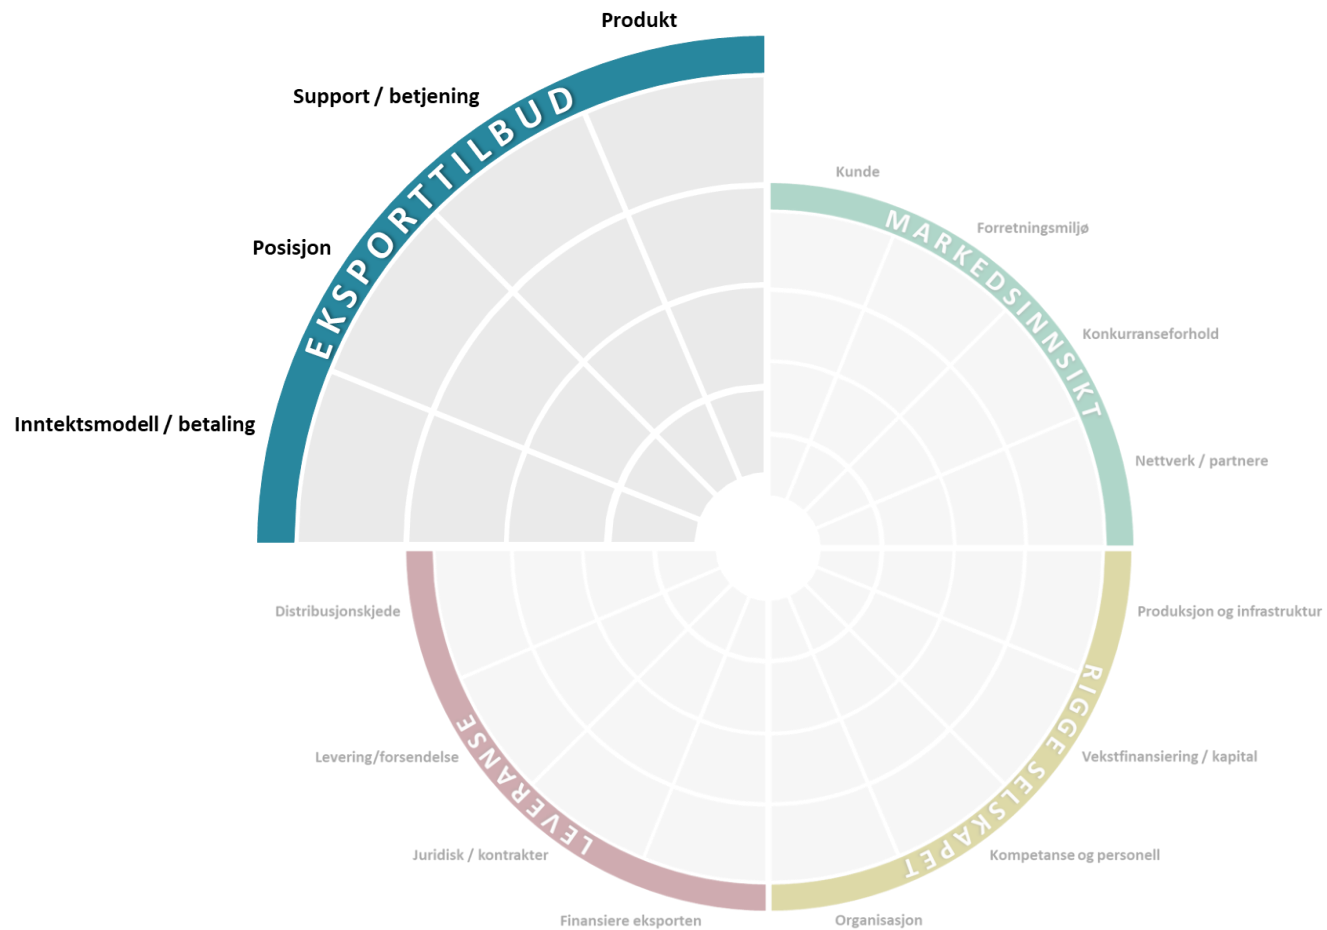 Produkt
Support / betjening
Posisjon
Inntektsmodell / betaling
EKSPORTTILBUD
Kunde
Forretningsmiljø
Konkurranseforhold
Nettverk / partnere
MARKEDSINNSIKT
Produksjon og infrastruktur
Vekstfinansiering / kapital
Kompetanse og personell
Organisasjon
RIGGE SELSKAPET
Distribusjonskjede
Levering/forsendelse
Juridisk / kontrakter
Finansiere eksporten
LEVERANSE